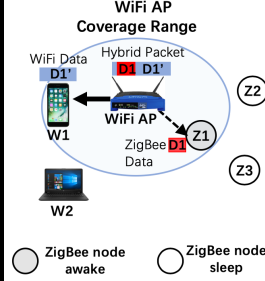 WiFi AP
Coverage Range
WiFi Data
Hybrid Packet
D1'
D1 D1'
Z2
WiFi AP
W1
ZigBee D1
Data
Z1
Z3
W2
ZigBee node
awake
ZigBee node
sleep